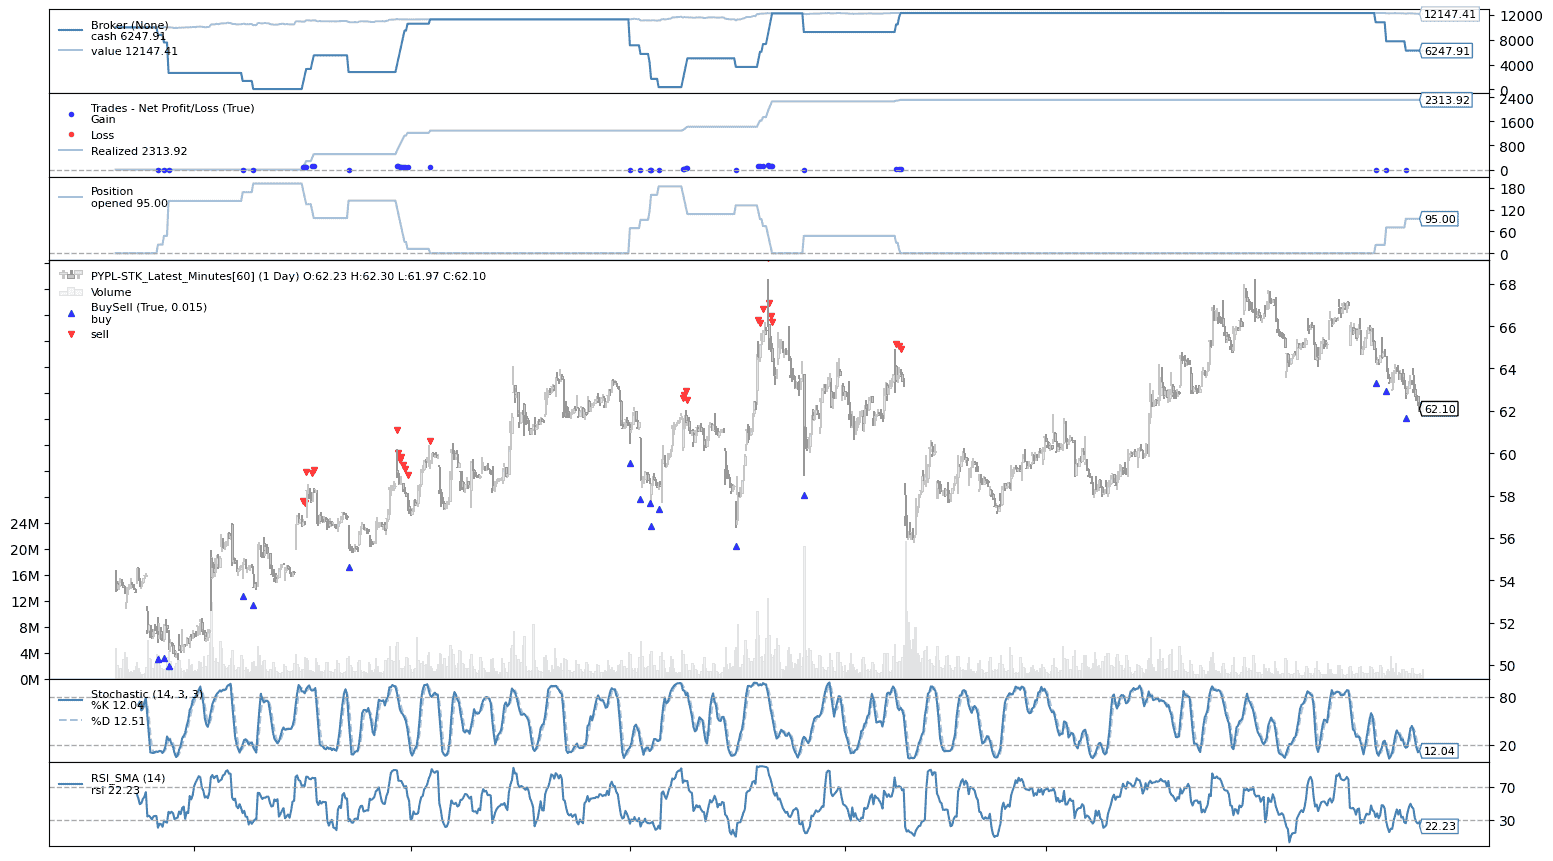 Broker (None)
cash 6247.91
value 12147.41
12147.41
12000
8000
6247.91
4000
0
Trades - Net Profit/Loss (True)
Gain
Loss
Realized 2313.92
2313.92
2400
1600
800
0
Position
opened 95.00
180
120
95.00
60
0
PYPL-STK_Latest_Minutes[60] (1 Day) O:62.23 H:62.30 L:61.97 C:62.10
Volume
BuySell (True, 0.015)
buy
sell
68
66
64
62.10
62
60
58
56
54
52
50
24M
20M
16M
12M
8M
4M
0M
Stochastic (14, 3, 3)
%K 12.04
%D 12.51
80
20
12.04
RSI_SMA (14)
rsi 22.23
70
30
22.23